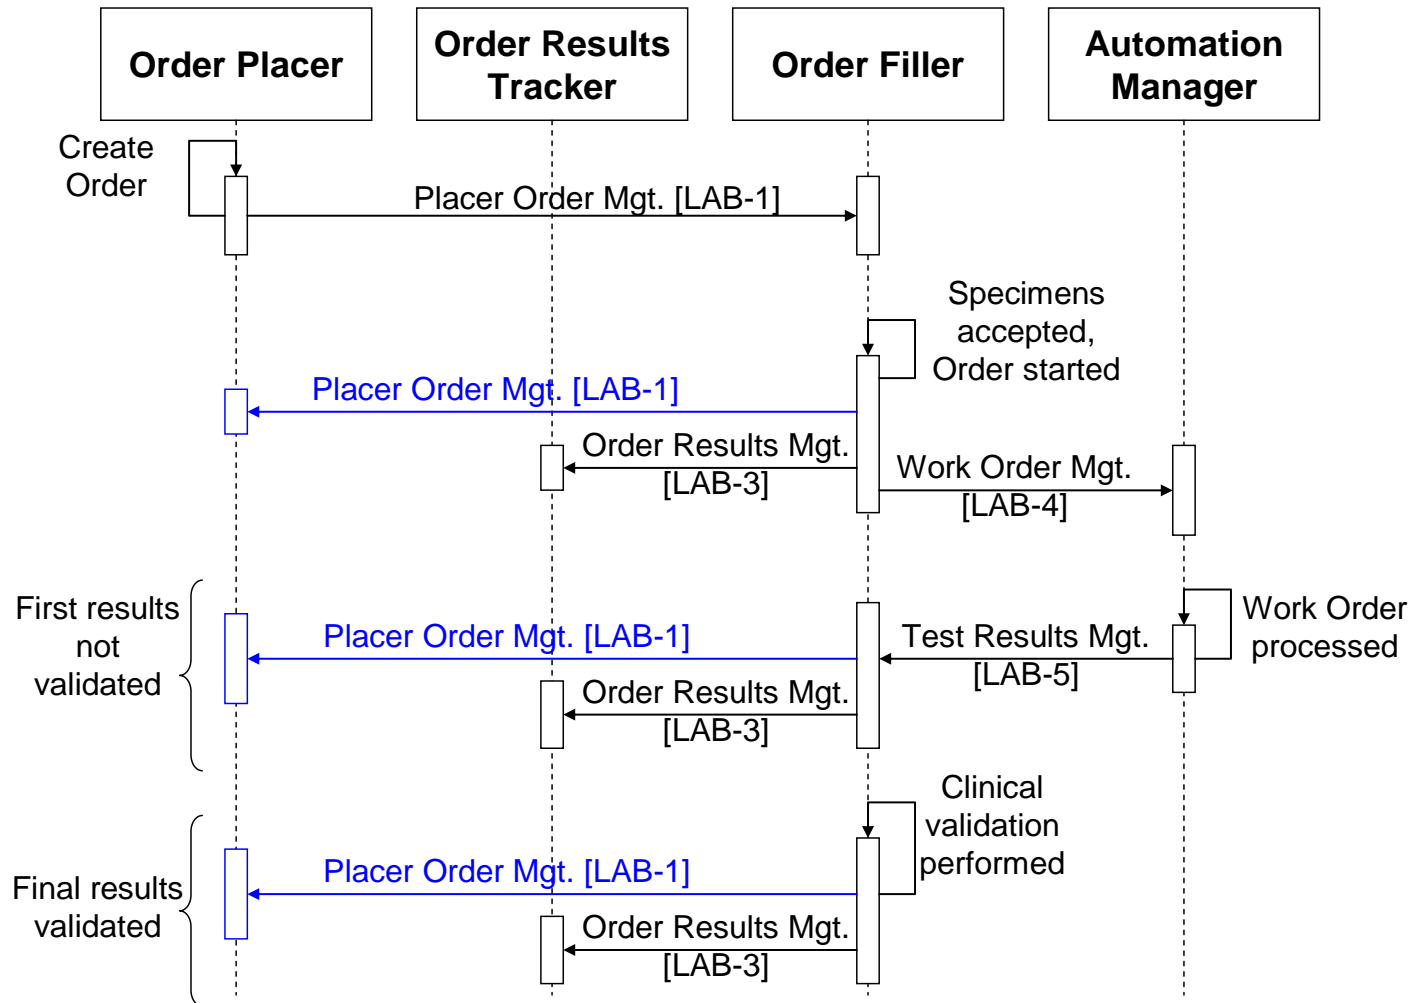 Order Placer
Order Results
Tracker
Order Filler
Automation
Manager
Create
Order
Placer Order Mgt. [LAB-1]
Specimens
accepted,
Order started
Placer Order Mgt. [LAB-1]
Order Results Mgt.
[LAB-3]
Work Order Mgt.
[LAB-4]
First results
not
validated
Placer Order Mgt. [LAB-1]
Test Results Mgt.
[LAB-5]
Work Order
processed
Order Results Mgt.
[LAB-3]
Clinical
validation
performed
Final results
validated
Placer Order Mgt. [LAB-1]
Order Results Mgt.
[LAB-3]